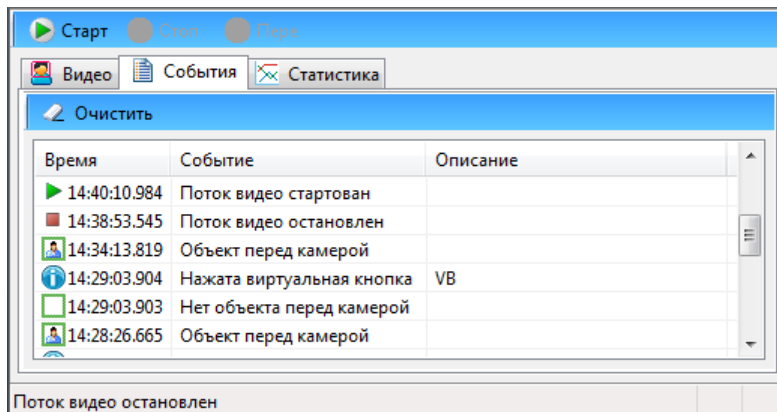 Старт Стоп
Видео События Статистика
Очистить
Время Событие Описание
14:40:10.984 Поток видео стартован
14:38:53.545 Поток видео остановлен
14:34:13.819 Объект перед камерой
14:29:03.904 Нажата виртуальная кнопка VB
14:29:03.903 Нет объекта перед камерой
14:28:26.665 Объект перед камерой
Поток видео остановлен